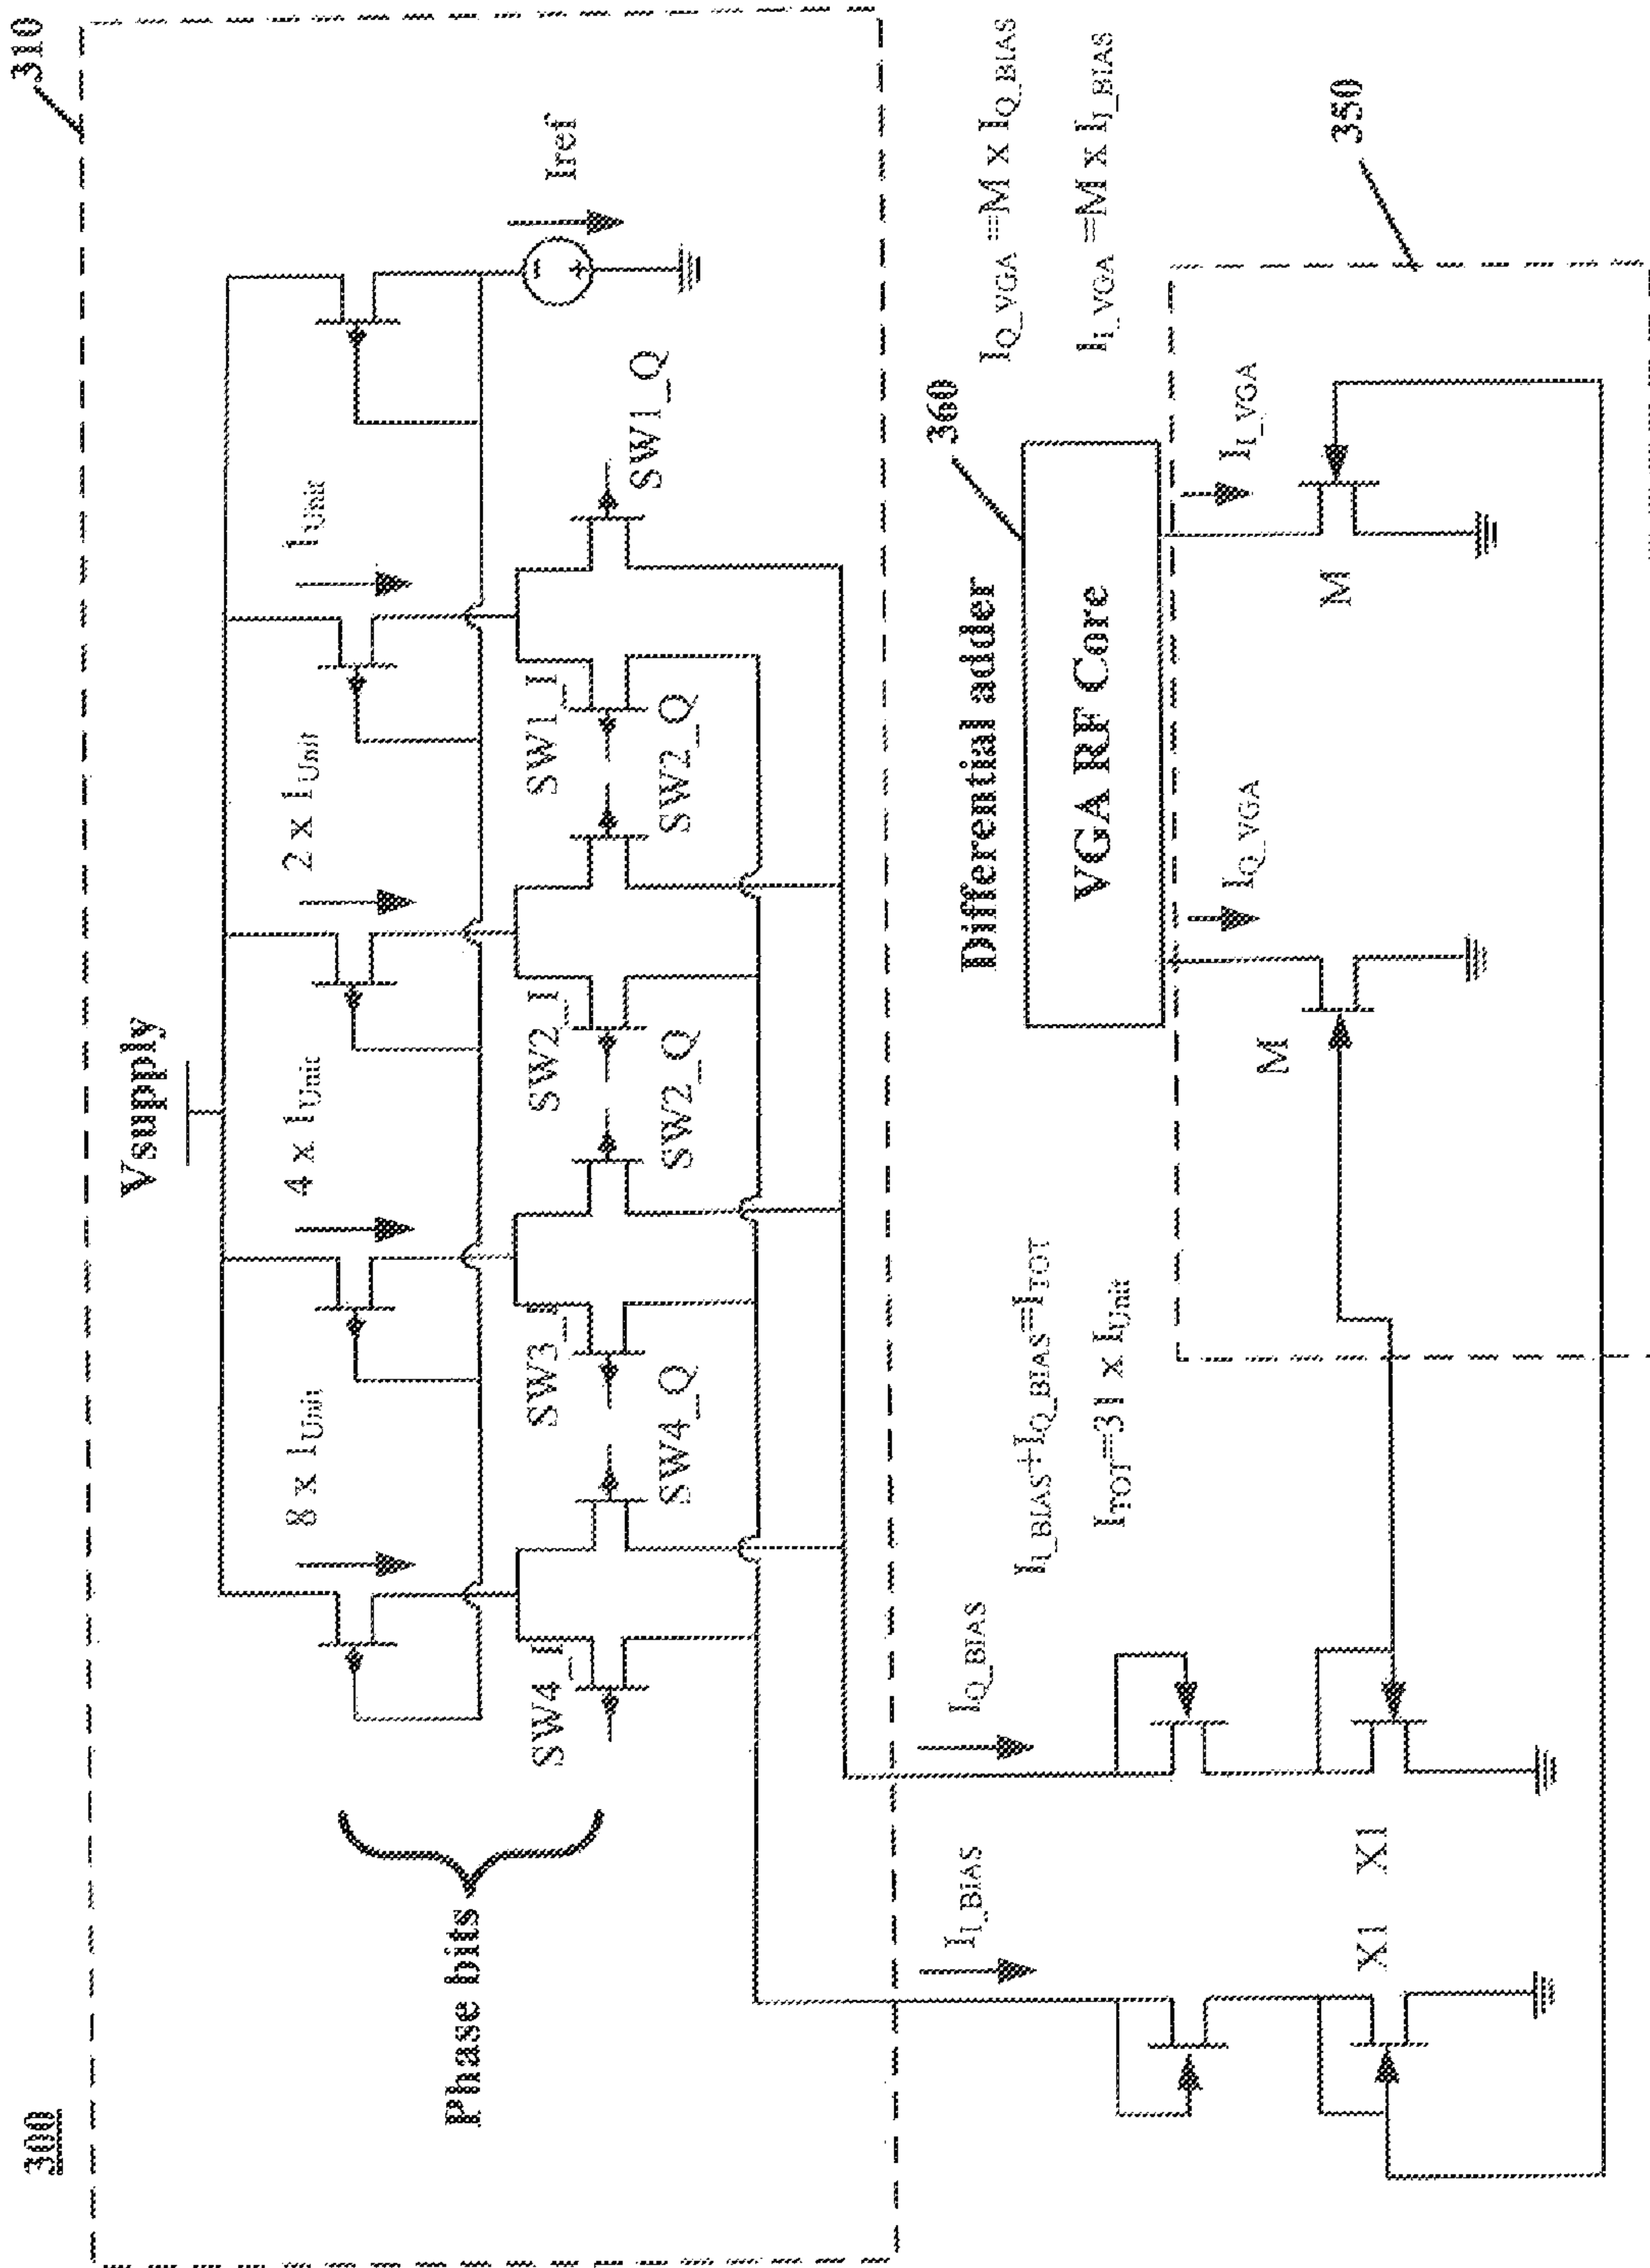 300
310
Vsupply
Phase bits
8 x I_Unit
4 x I_Unit
2 x I_Unit
I_Unit
Iref
SW4_I
SW4_Q
SW3_I
SW2_Q
SW2_I
SW2_Q
SW1_I
SW1_Q
I_I_BIAS
I_Q_BIAS
I_I_BIAS+I_Q_BIAS=I_TOT
I_TOT=31 x I_Unit
Differential adder
360
VGA RF Core
I_Q_VGA =M x I_Q_BIAS
I_I_VGA =M x I_I_BIAS
350
I_Q_VGA
I_I_VGA
X1
X1
M
M